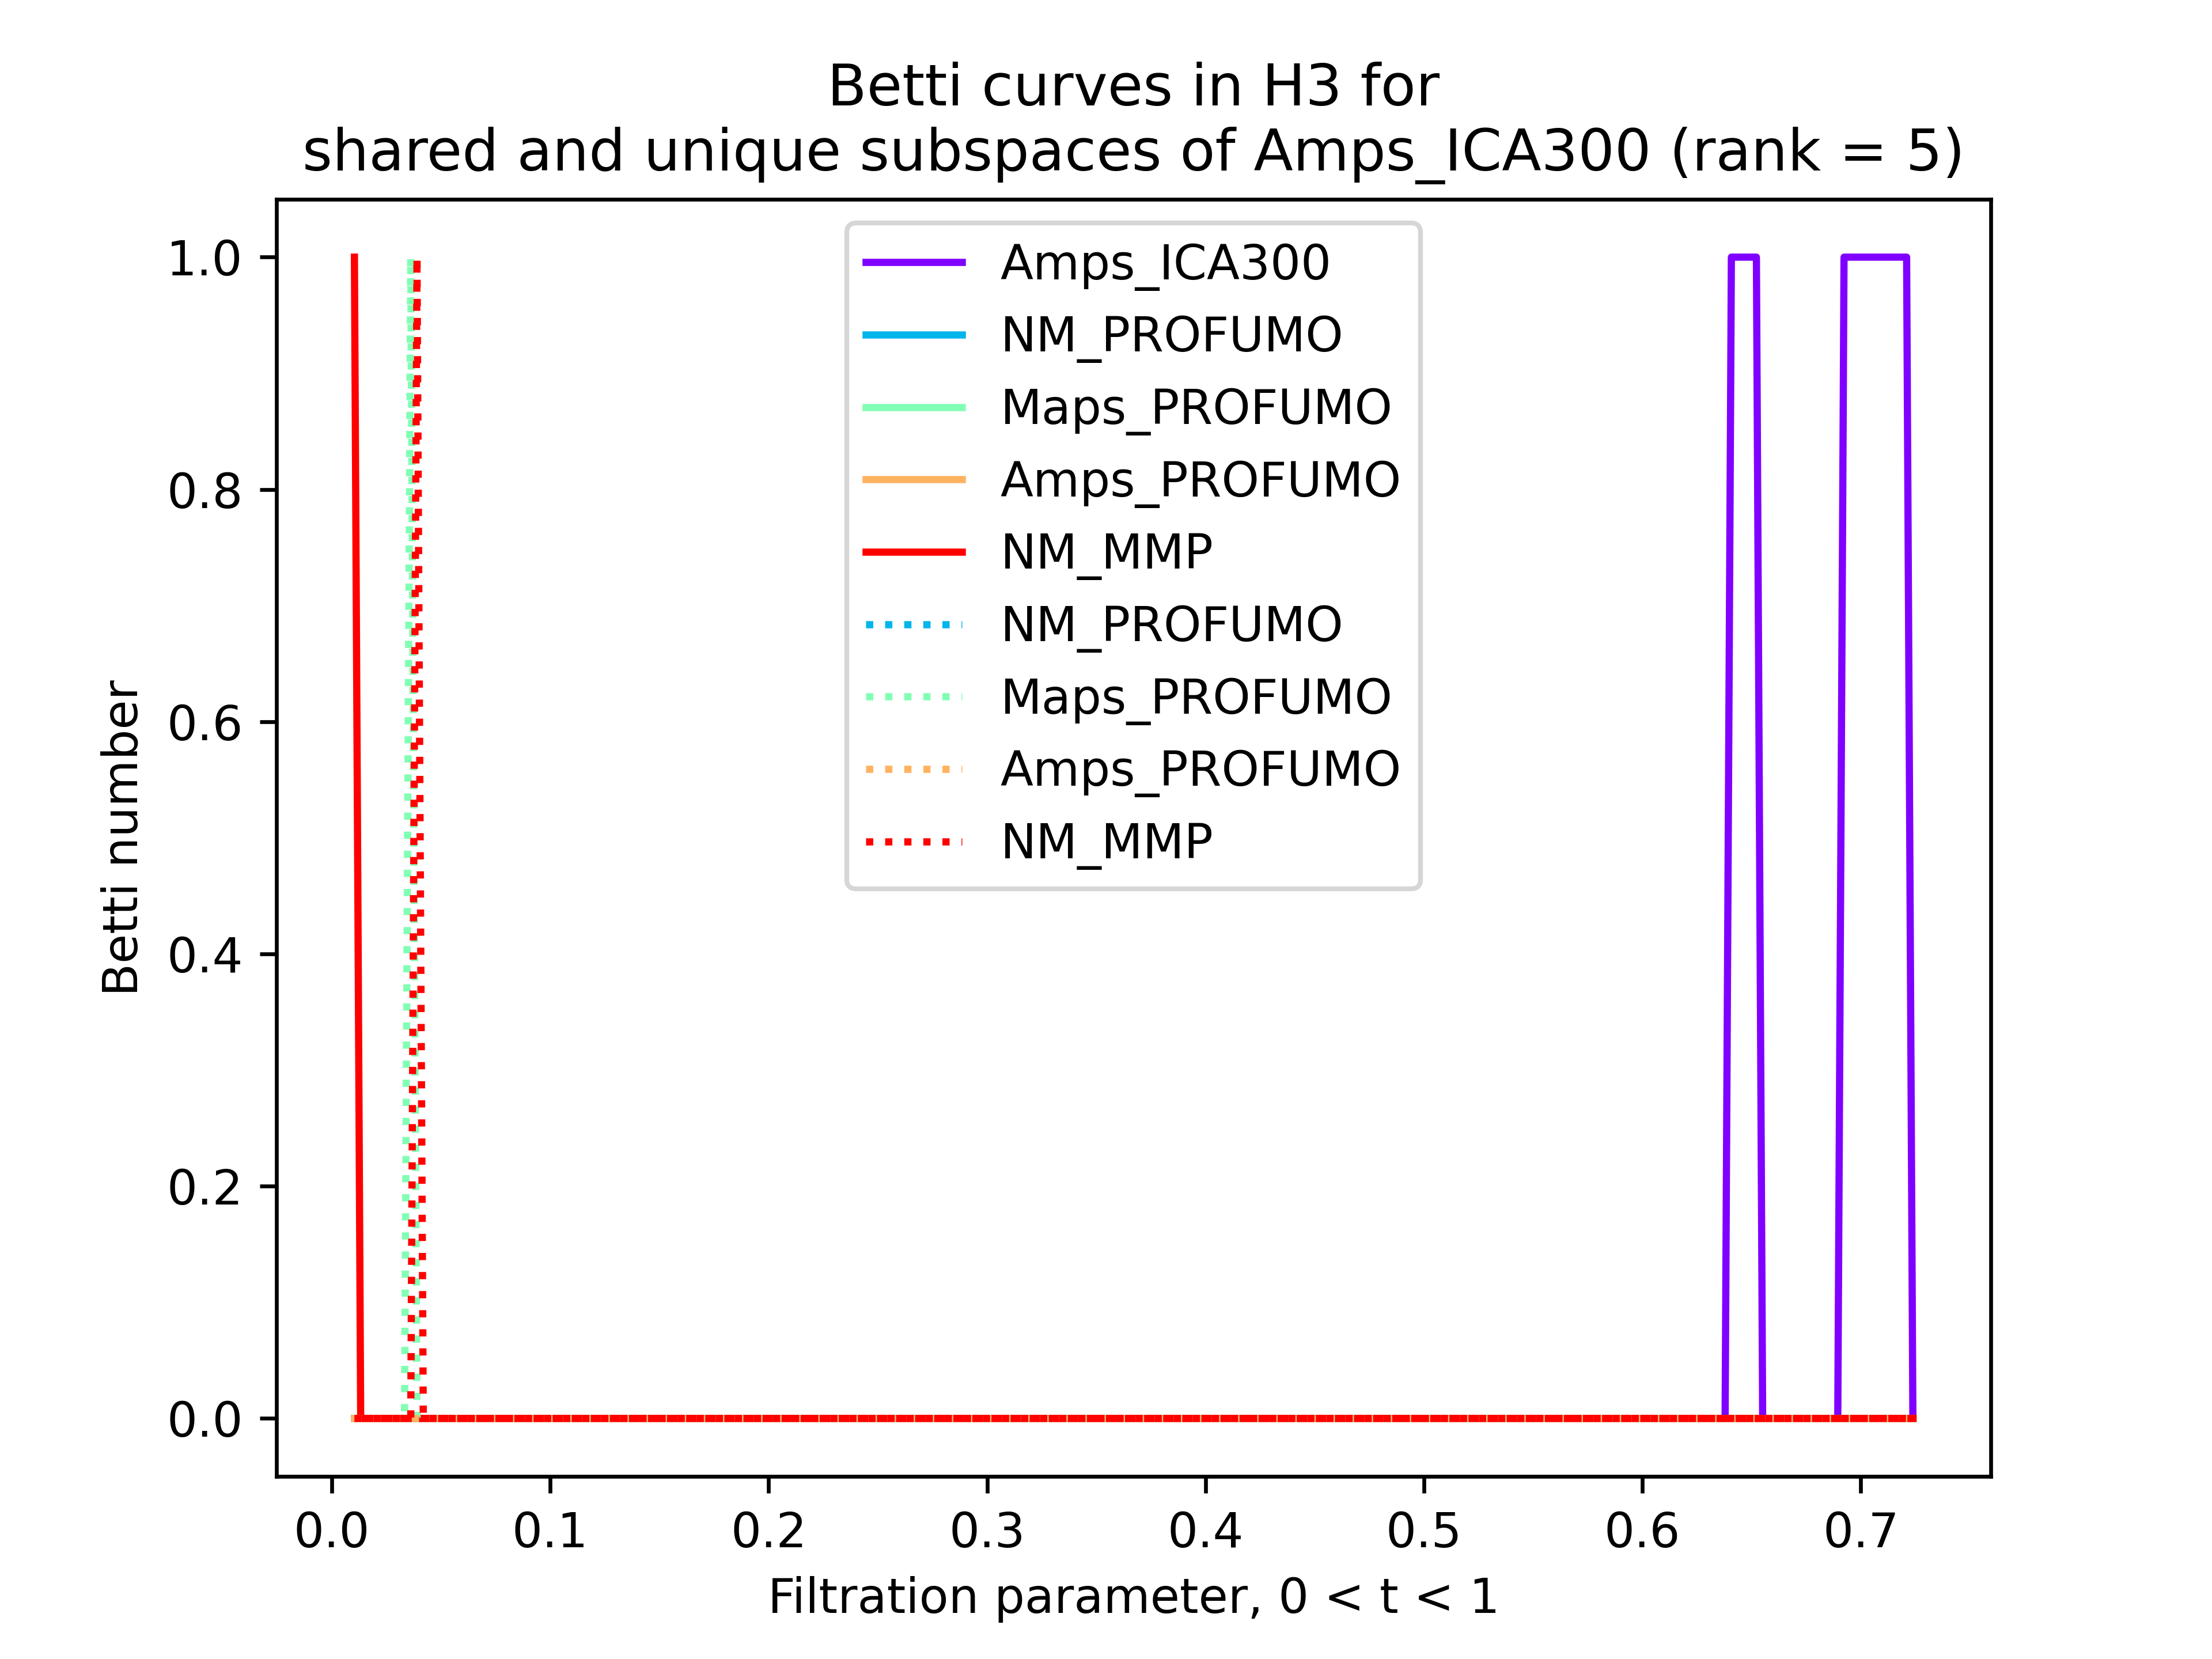 Betti curves in H3 for
shared and unique subspaces of Amps_ICA300 (rank = 5)
Amps_ICA300
NM_PROFUMO
Maps_PROFUMO
Amps_PROFUMO
NM_MMP
NM_PROFUMO
Maps_PROFUMO
Amps_PROFUMO
NM_MMP
Betti number
1.0
0.8
0.6
0.4
0.2
0.0
0.0 0.1 0.2 0.3 0.4 0.5 0.6 0.7
Filtration parameter, 0 < t < 1